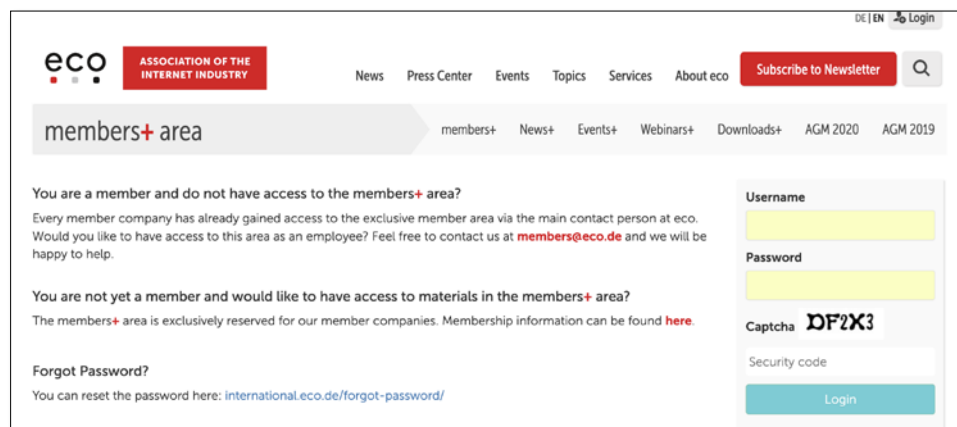 DE | EN Login
eco ASSOCIATION OF THE
INTERNET INDUSTRY
News Press Center Events Topics Services About eco Subscribe to Newsletter
members+ area
members+ News+ Events+ Webinars+ Downloads+ AGM 2020 AGM 2019
You are a member and do not have access to the members+ area?
Every member company has already gained access to the exclusive member area via the main contact person at eco.
Would you like to have access to this area as an employee? Feel free to contact us at members@eco.de and we will be
happy to help.
You are not yet a member and would like to have access to materials in the members+ area?
The members+ area is exclusively reserved for our member companies. Membership information can be found here.
Forgot Password?
You can reset the password here: international.eco.de/forgot-password/
Username
Password
Captcha DF2X3
Security code
Login